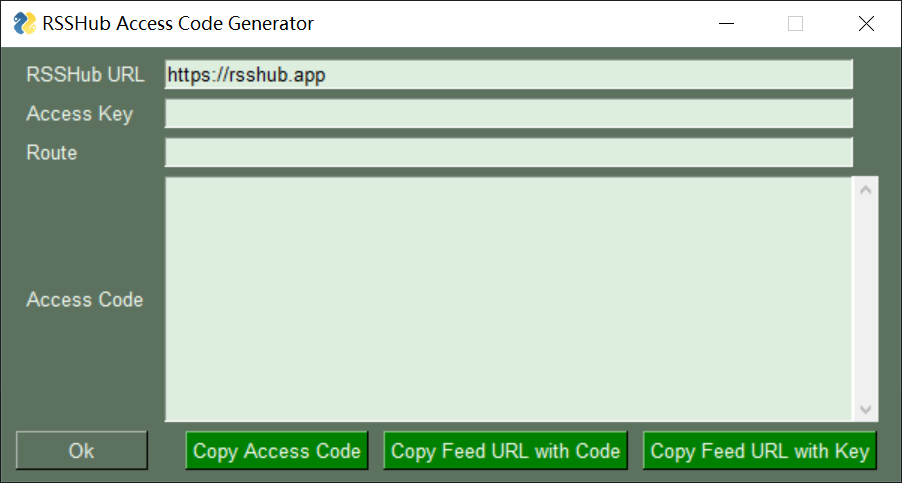 RSSHub Access Code Generator
RSSHub URL https://rsshub.app
Access Key
Route
Access Code
Ok Copy Access Code Copy Feed URL with Code Copy Feed URL with Key